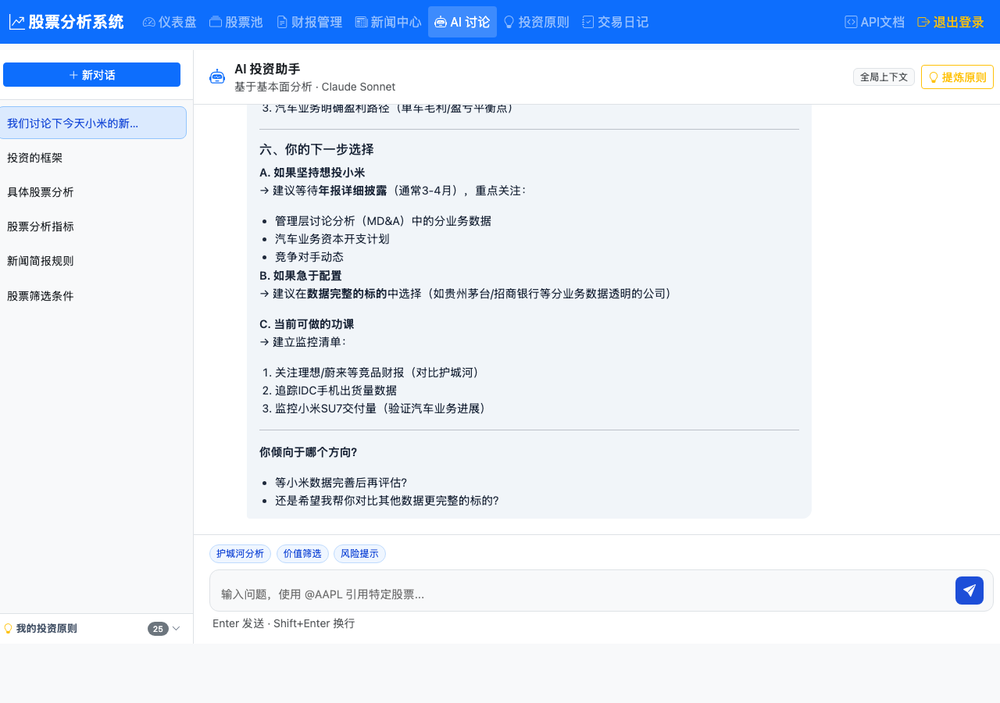 股票分析系统
仪表盘
股票池
财报管理
新闻中心
AI 讨论
投资原则
交易日记
API文档
退出登录
+ 新对话
我们讨论下今天小米的新...
投资的框架
具体股票分析
股票分析指标
新闻简报规则
股票筛选条件
我的投资原则
25
AI 投资助手
基于基本面分析 · Claude Sonnet
全局上下文
提炼原则
3. 汽车业务明确盈利路径（单车毛利/盈亏平衡点）
六、你的下一步选择
A. 如果坚持想投小米
→ 建议等待年报详细披露（通常3-4月），重点关注：
• 管理层讨论分析（MD&A）中的分业务数据
• 汽车业务资本开支计划
• 竞争对手动态
B. 如果急于配置
→ 建议在数据完整的标的中选择（如贵州茅台/招商银行等分业务数据透明的公司）
C. 当前可做的功课
→ 建立监控清单：
1. 关注理想/蔚来等竞品财报（对比护城河）
2. 追踪IDC手机出货量数据
3. 监控小米SU7交付量（验证汽车业务进展）
你倾向于哪个方向?
• 等小米数据完善后再评估?
• 还是希望我帮你对比其他数据更完整的标的?
护城河分析
价值筛选
风险提示
输入问题，使用 @AAPL 引用特定股票...
Enter 发送 · Shift+Enter 换行